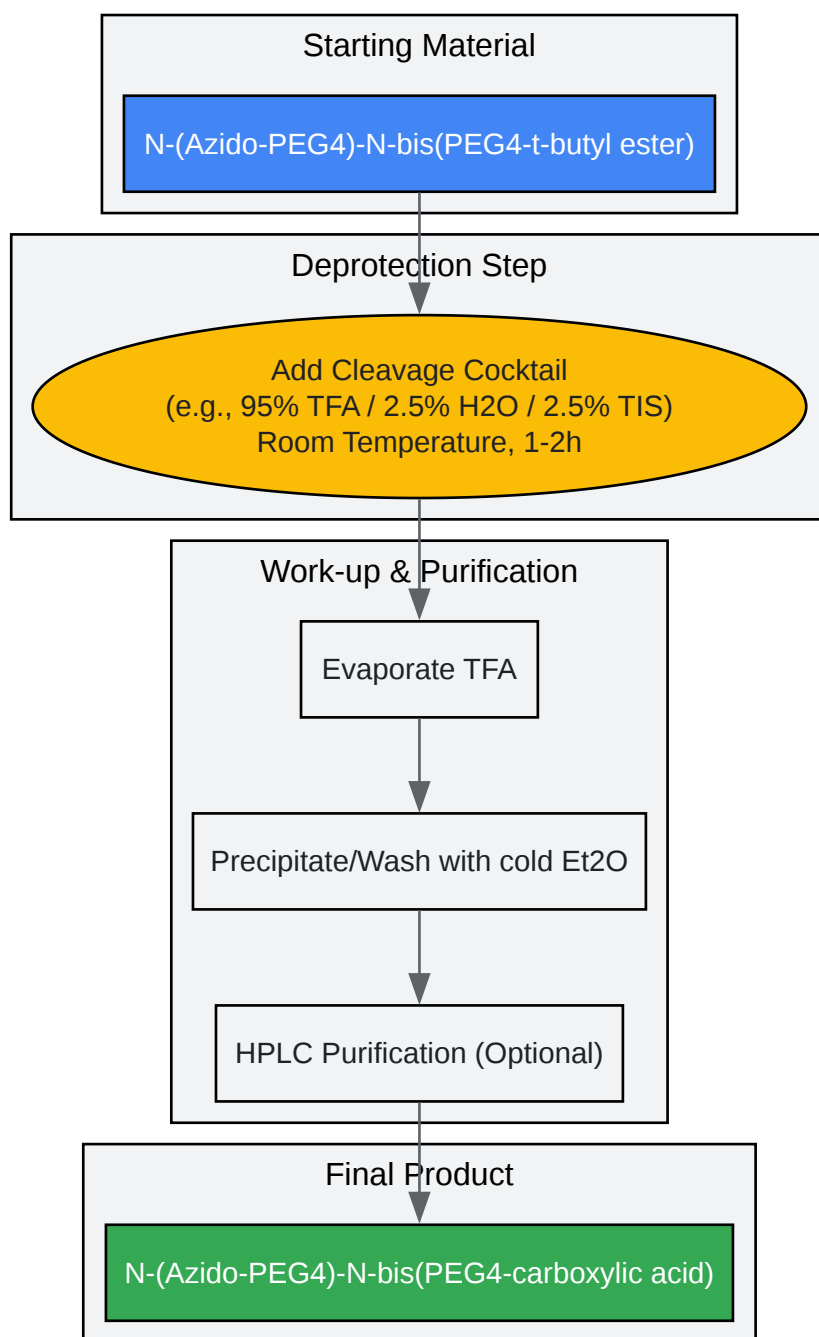 Starting Material
N-(Azido-PEG4)-N-bis(PEG4-t-butyl ester)
Deprotection Step
Add Cleavage Cocktail
(e.g., 95% TFA / 2.5% H2O / 2.5% TIS)
Room Temperature, 1-2h
Work-up & Purification
Evaporate TFA
Precipitate/Wash with cold Et2O
HPLC Purification (Optional)
Final Product
N-(Azido-PEG4)-N-bis(PEG4-carboxylic acid)